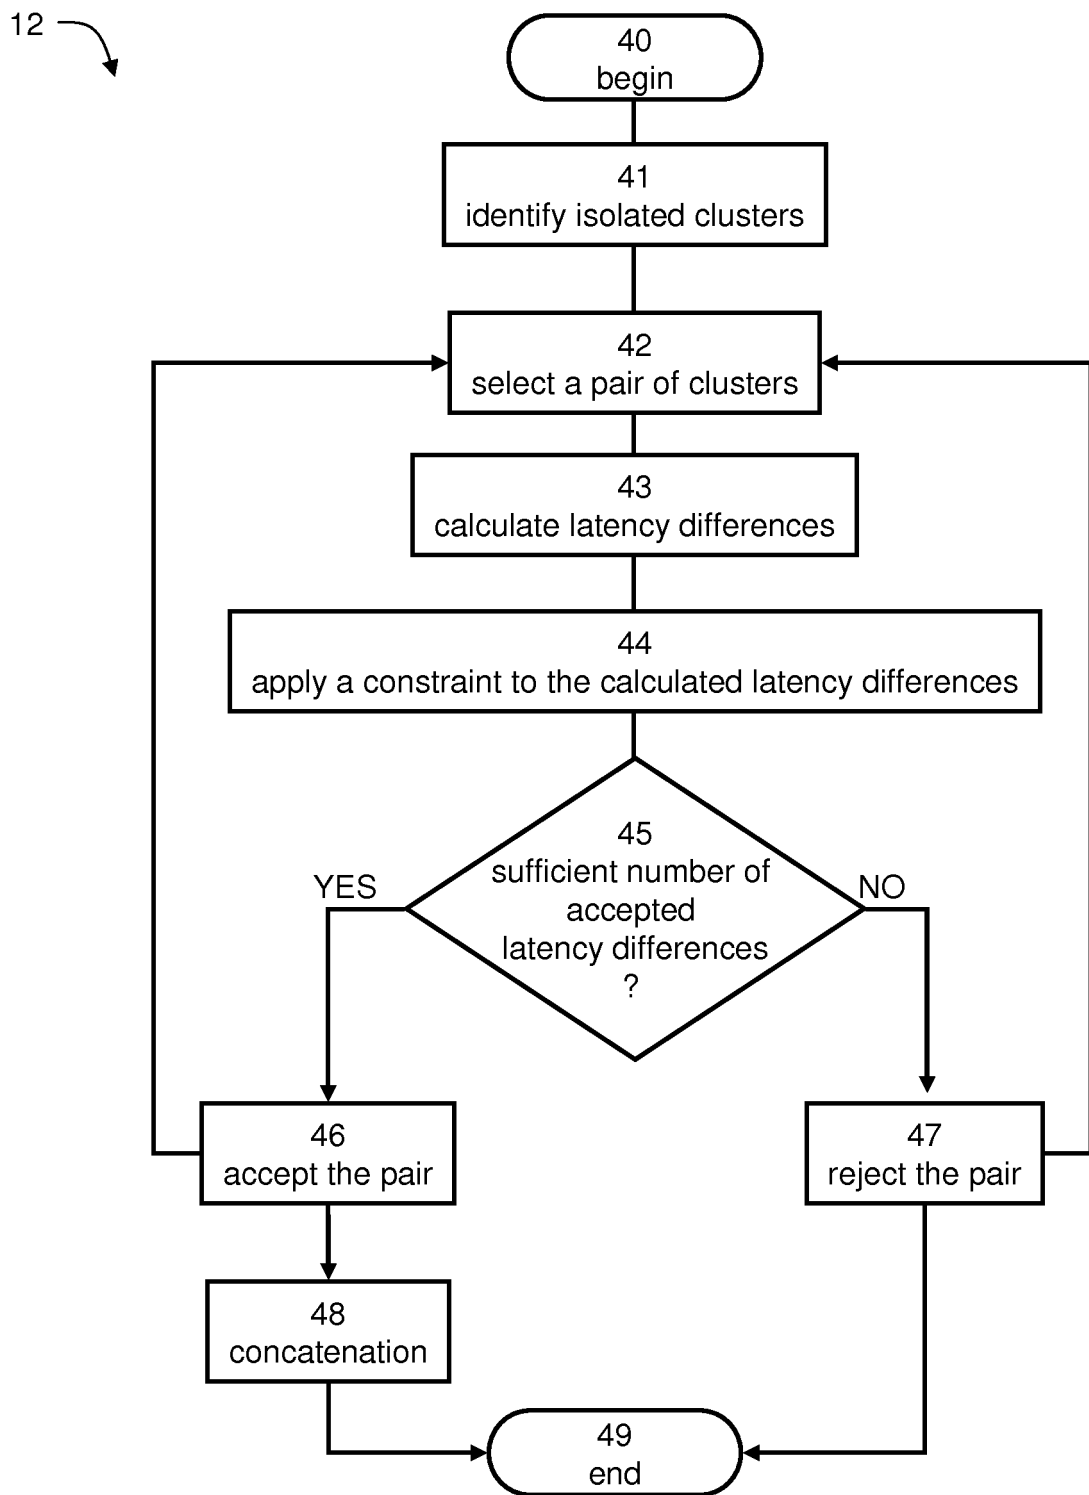 12
40
begin
41
identify isolated clusters
42
select a pair of clusters
43
calculate latency differences
44
apply a constraint to the calculated latency differences
45
sufficient number of
accepted
latency differences
?
YES
NO
46
accept the pair
47
reject the pair
48
concatenation
49
end